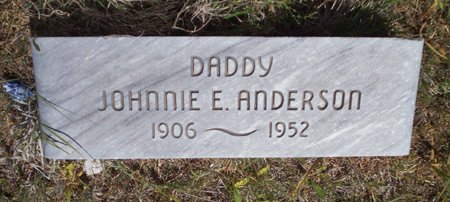 DADDY
JOHNNIE E. ANDERSON
1906 ~ 1952